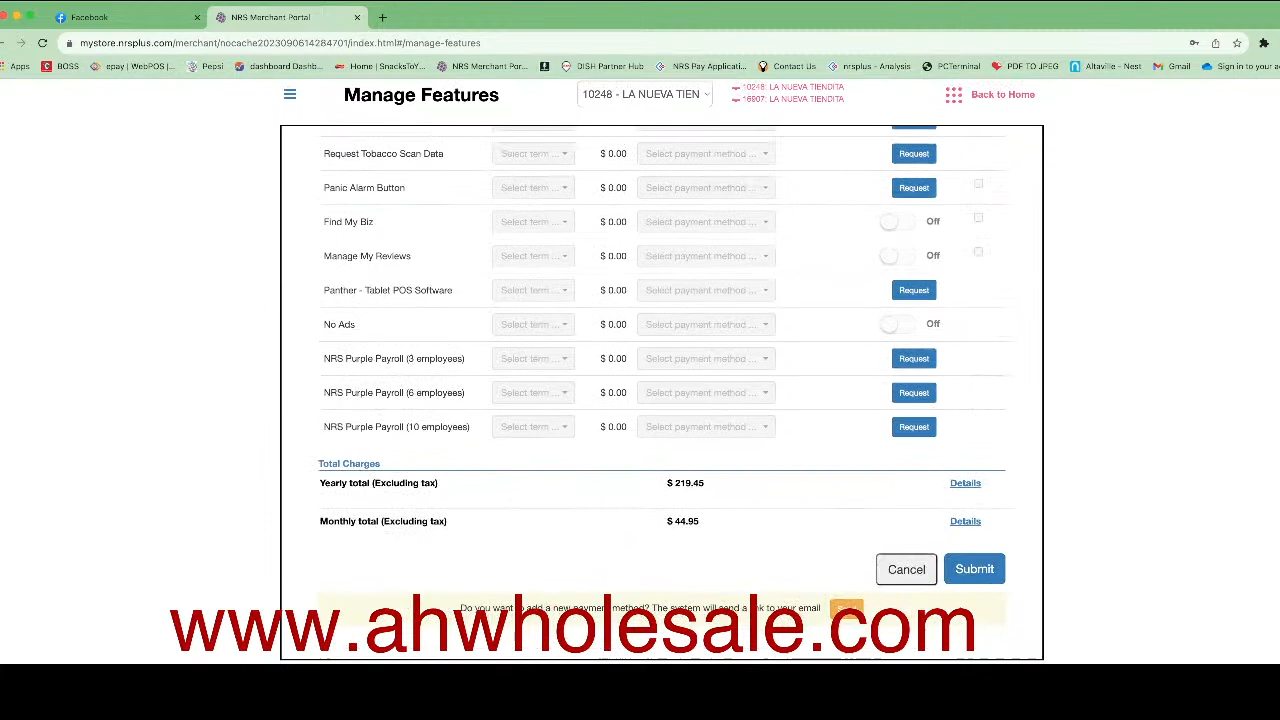 Facebook
NRS Merchant Portal
mystore.nrsplus.com/merchant/nocache2023090614284701/index.html#/manage-features
Apps BOSS epay | WebPOS |... Pepsi dashboard Dashb... Home | SnacksToY... NRS Merchant Por... DISH Partner Hub NRS Pay Applicati... Contact Us nrsplus - Analysis PCTerminal PDF TO JPEG Altaville - Nest Gmail Sign in to your a
Manage Features
10248 - LA NUEVA TIEN
10248: LA NUEVA TIENDITA
16907: LA NUEVA TIENDITA
Back to Home
Request Tobacco Scan Data Select term ... $ 0.00 Select payment method ... Request
Panic Alarm Button Select term ... $ 0.00 Select payment method ... Request
Find My Biz Select term ... $ 0.00 Select payment method ... Off
Manage My Reviews Select term ... $ 0.00 Select payment method ... Off
Panther - Tablet POS Software Select term ... $ 0.00 Select payment method ... Request
No Ads Select term ... $ 0.00 Select payment method ... Off
NRS Purple Payroll (3 employees) Select term ... $ 0.00 Select payment method ... Request
NRS Purple Payroll (6 employees) Select term ... $ 0.00 Select payment method ... Request
NRS Purple Payroll (10 employees) Select term ... $ 0.00 Select payment method ... Request
Total Charges
Yearly total (Excluding tax) $ 219.45 Details
Monthly total (Excluding tax) $ 44.95 Details
Cancel Submit
Do you want to add a new payment method? The system will send a link to your email
www.ahwholesale.com